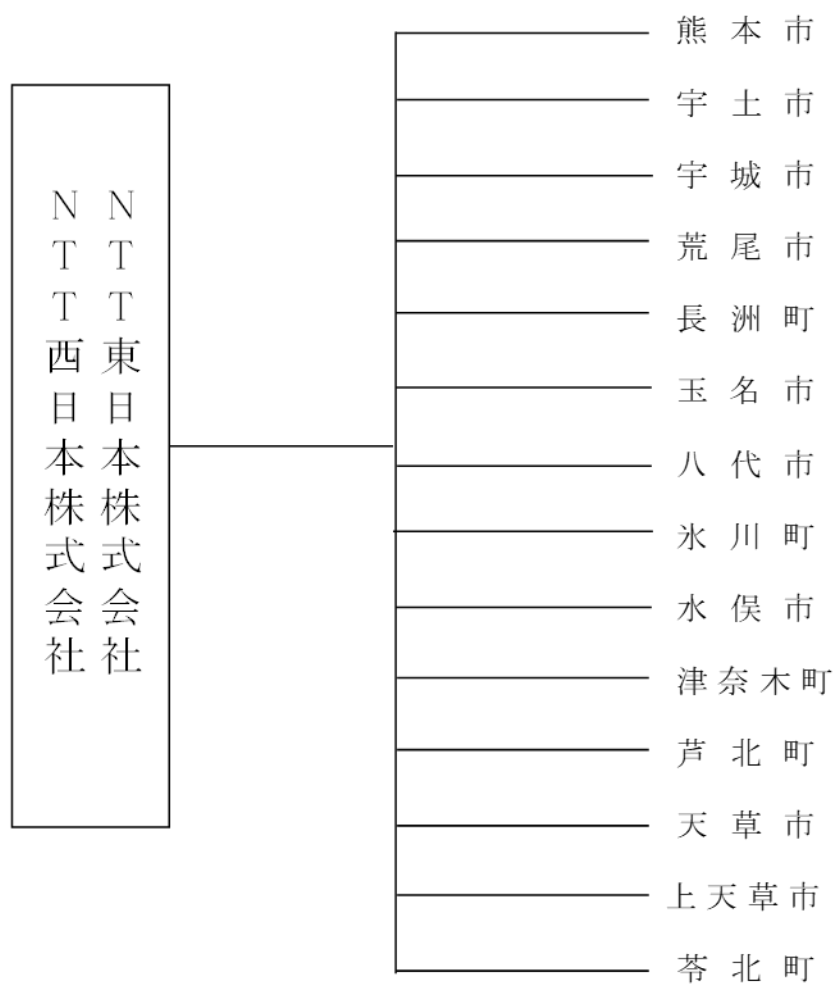 NTT東日本株式会社
NTT西日本株式会社
熊本市
宇土市
宇城市
荒尾市
長洲町
玉名市
八代市
氷川町
水俣市
津奈木町
芦北町
天草市
上天草市
苓北町